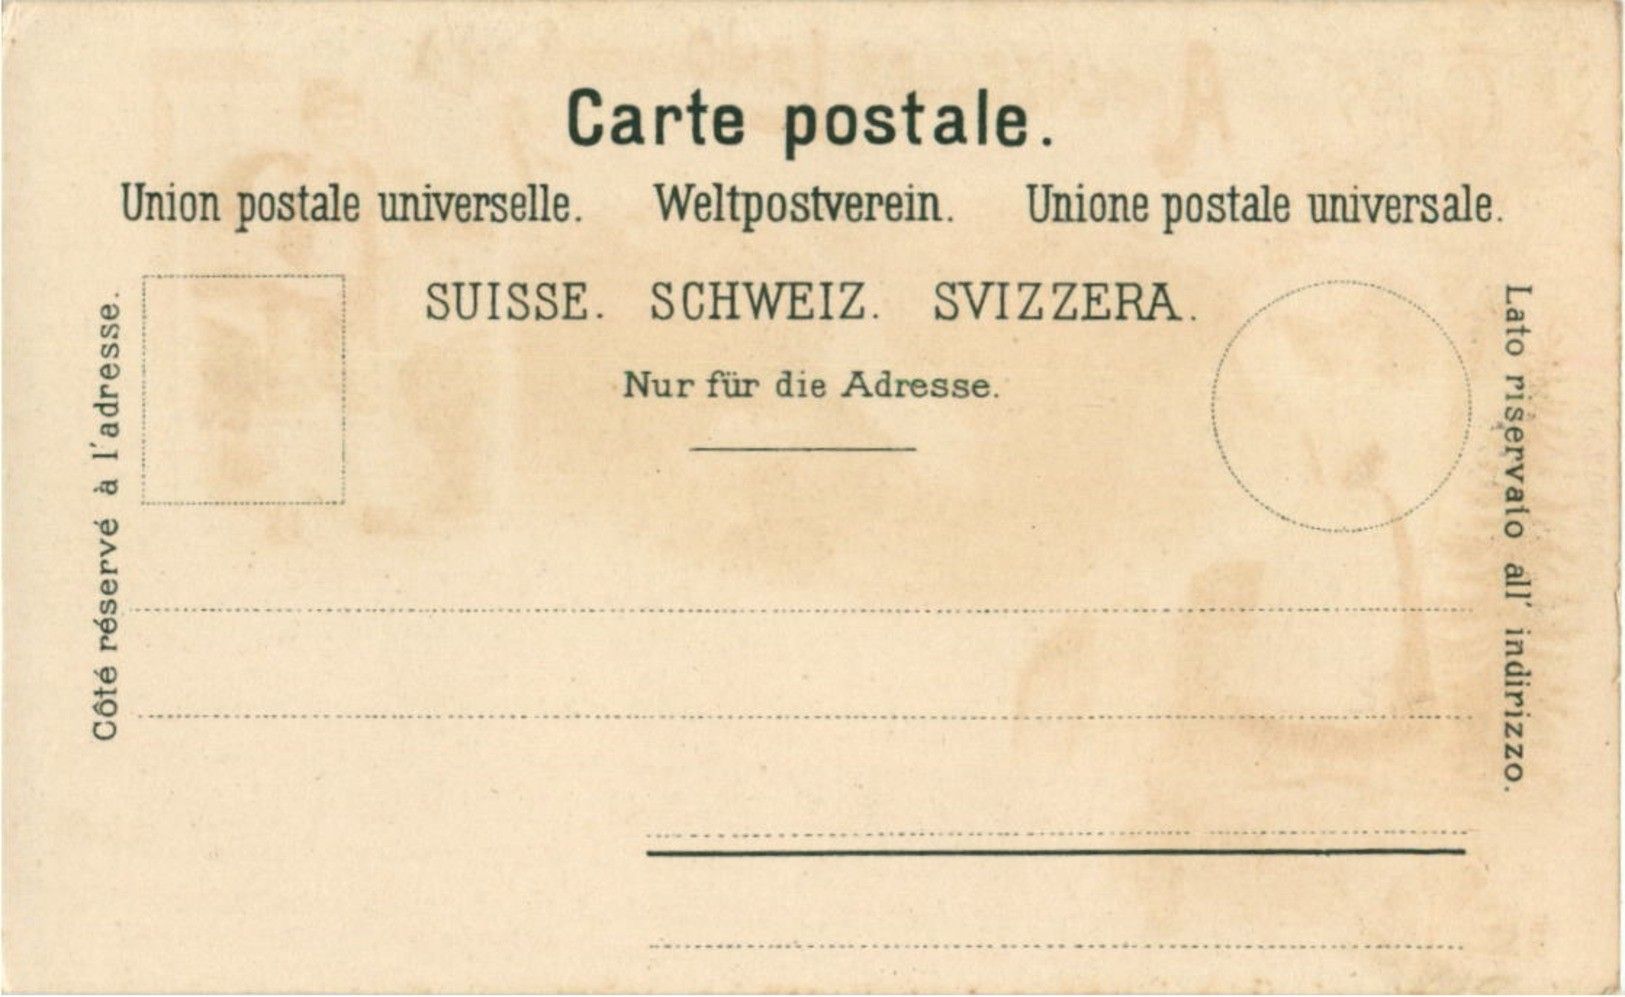 Carte postale.
Union postale universelle. Weltpostverein. Unione postale universale.
SUISSE. SCHWEIZ. SVIZZERA.
Nur für die Adresse.
Côté réservé à l'adresse.
Lato riservato all' indirizzo.